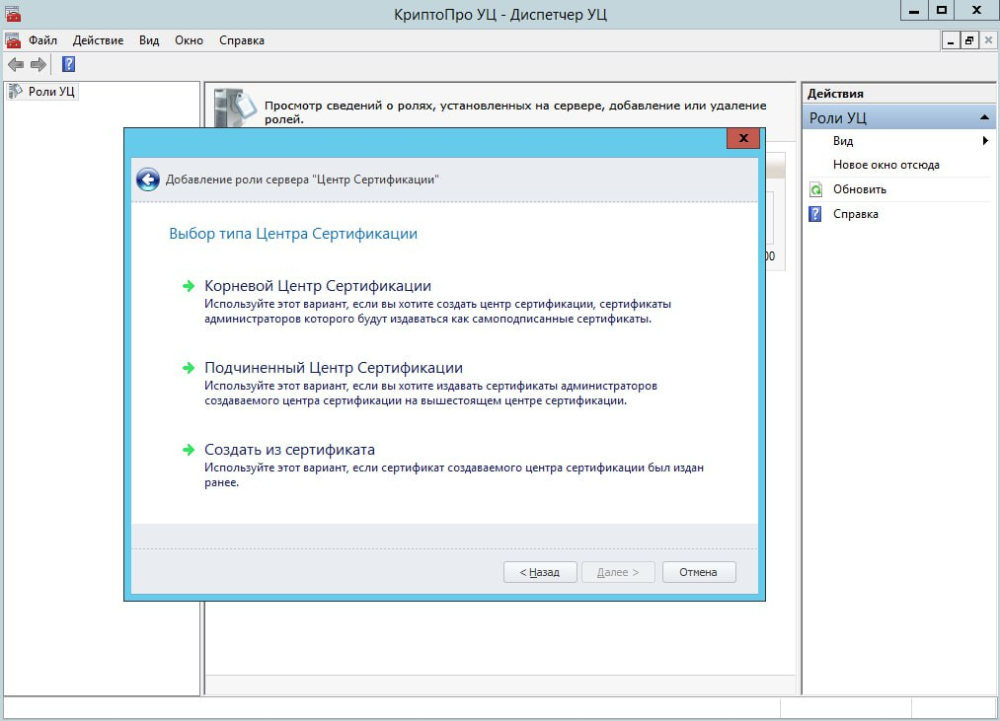 КриптоПро УЦ - Диспетчер УЦ
Файл Действие Вид Окно Справка
Роли УЦ
Просмотр сведений о ролях, установленных на сервере, добавление или удаление
ролей.
Добавление роли сервера "Центр Сертификации"
Выбор типа Центра Сертификации
Корневой Центр Сертификации
Используйте этот вариант, если вы хотите создать центр сертификации, сертификаты
администраторов которого будут издаваться как самоподписанные сертификаты.
Подчиненный Центр Сертификации
Используйте этот вариант, если вы хотите издавать сертификаты администраторов
создаваемого центра сертификации на вышестоящем центре сертификации.
Создать из сертификата
Используйте этот вариант, если сертификат создаваемого центра сертификации был издан
ранее.
< Назад Далее > Отмена
Действия
Роли УЦ
Вид
Новое окно отсюда
Обновить
Справка